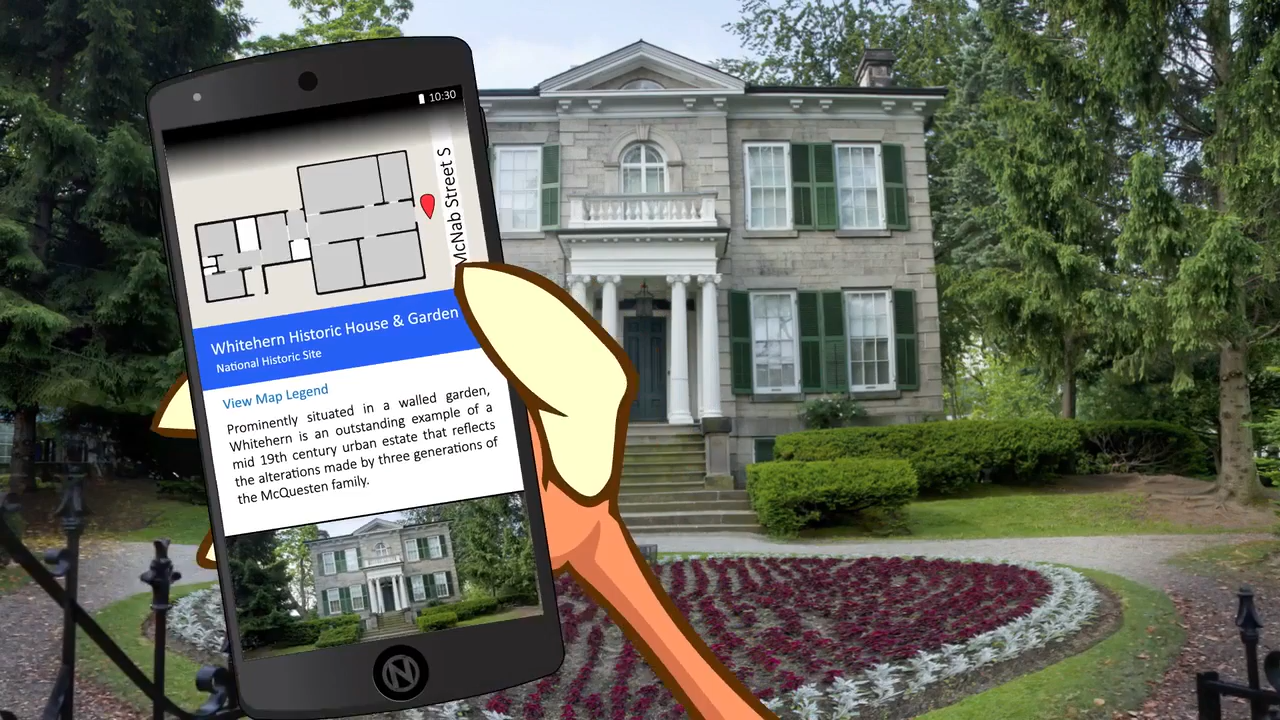 10:30
McNab Street S
Whitehern Historic House & Garden
National Historic Site
View Map Legend
Prominently situated in a walled garden,
Whitehern is an outstanding example of a
mid 19th century urban estate that reflects
the alterations made by three generations of
the McQuesten family.
N